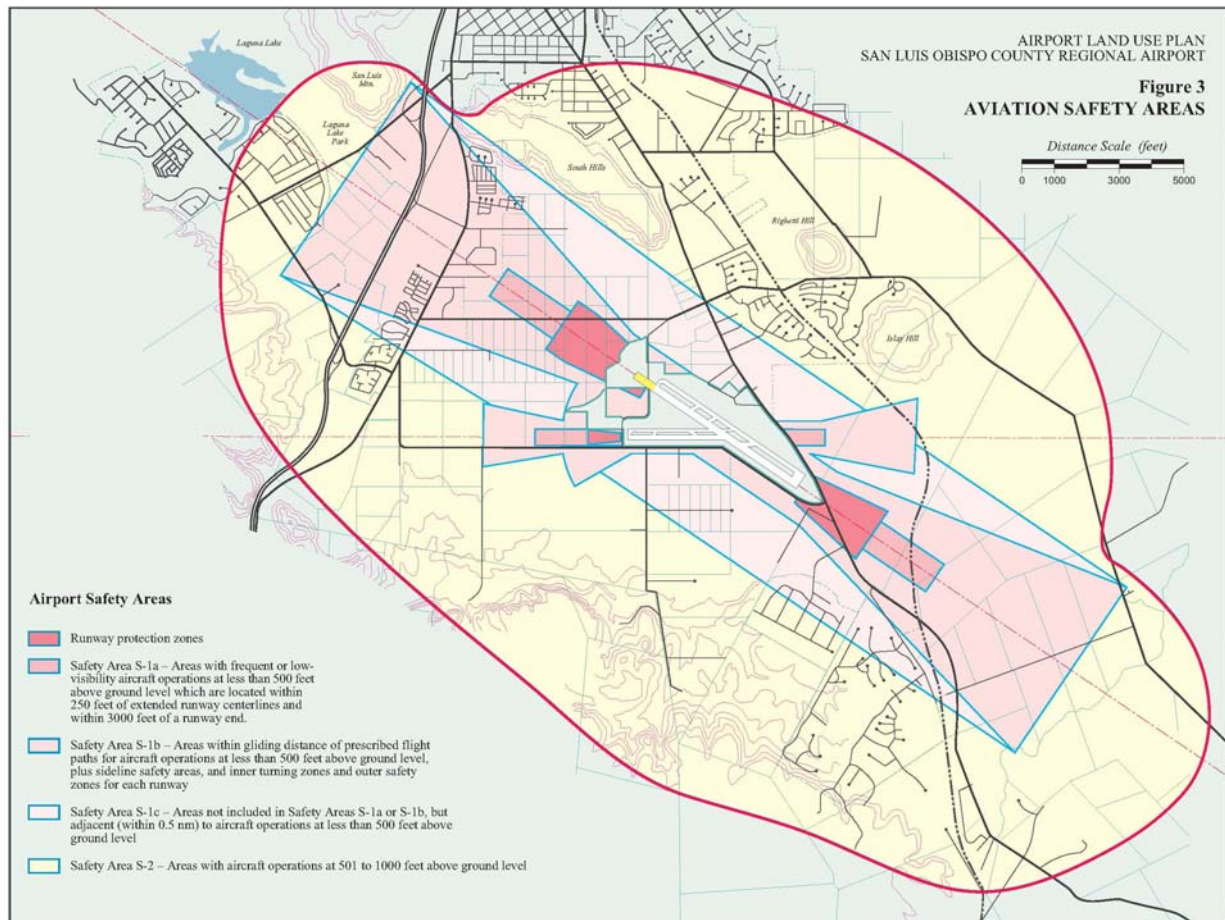 AIRPORT LAND USE PLAN
SAN LUIS OBISPO COUNTY REGIONAL AIRPORT
Figure 3
AVIATION SAFETY AREAS
Distance Scale (feet)
0 1000 3000 5000
Laguna Lake
San Luis
Mtn.
Laguna
Lake
Park
South Hills
Righetti Hill
Islay Hill
Airport Safety Areas
Runway protection zones
Safety Area S-1a – Areas with frequent or low-
visibility aircraft operations at less than 500 feet
above ground level which are located within
250 feet of extended runway centerlines and
within 3000 feet of a runway end.
Safety Area S-1b – Areas within gliding distance of prescribed flight
paths for aircraft operations at less than 500 feet above ground level,
plus sideline safety areas, and inner turning zones and outer safety
zones for each runway
Safety Area S-1c – Areas not included in Safety Areas S-1a or S-1b, but
adjacent (within 0.5 nm) to aircraft operations at less than 500 feet above
ground level
Safety Area S-2 – Areas with aircraft operations at 501 to 1000 feet above ground level